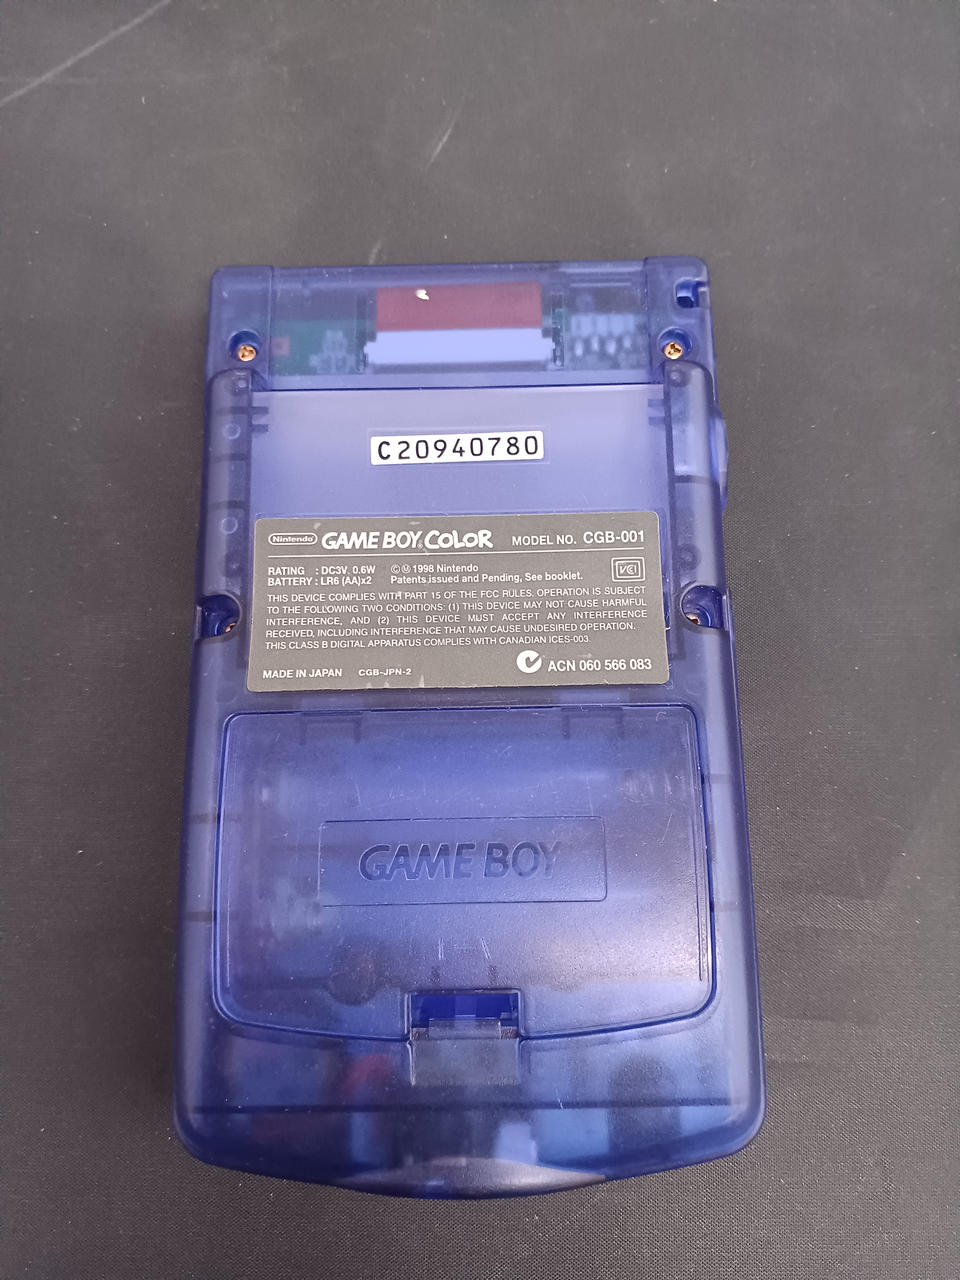 C20940780
Nintendo GAME BOY COLOR MODEL NO. CGB-001
RATING : DC3V 0.6W ©Ⓜ 1998 Nintendo
BATTERY : LR6 (AA)x2 Patents issued and Pending, See booklet.
VCI
THIS DEVICE COMPLIES WITH PART 15 OF THE FCC RULES. OPERATION IS SUBJECT
TO THE FOLLOWING TWO CONDITIONS: (1) THIS DEVICE MAY NOT CAUSE HARMFUL
INTERFERENCE, AND (2) THIS DEVICE MUST ACCEPT ANY INTERFERENCE
RECEIVED, INCLUDING INTERFERENCE THAT MAY CAUSE UNDESIRED OPERATION.
THIS CLASS B DIGITAL APPARATUS COMPLIES WITH CANADIAN ICES-003.
MADE IN JAPAN CGB-JPN-2 ACN 060 566 083
GAME BOY